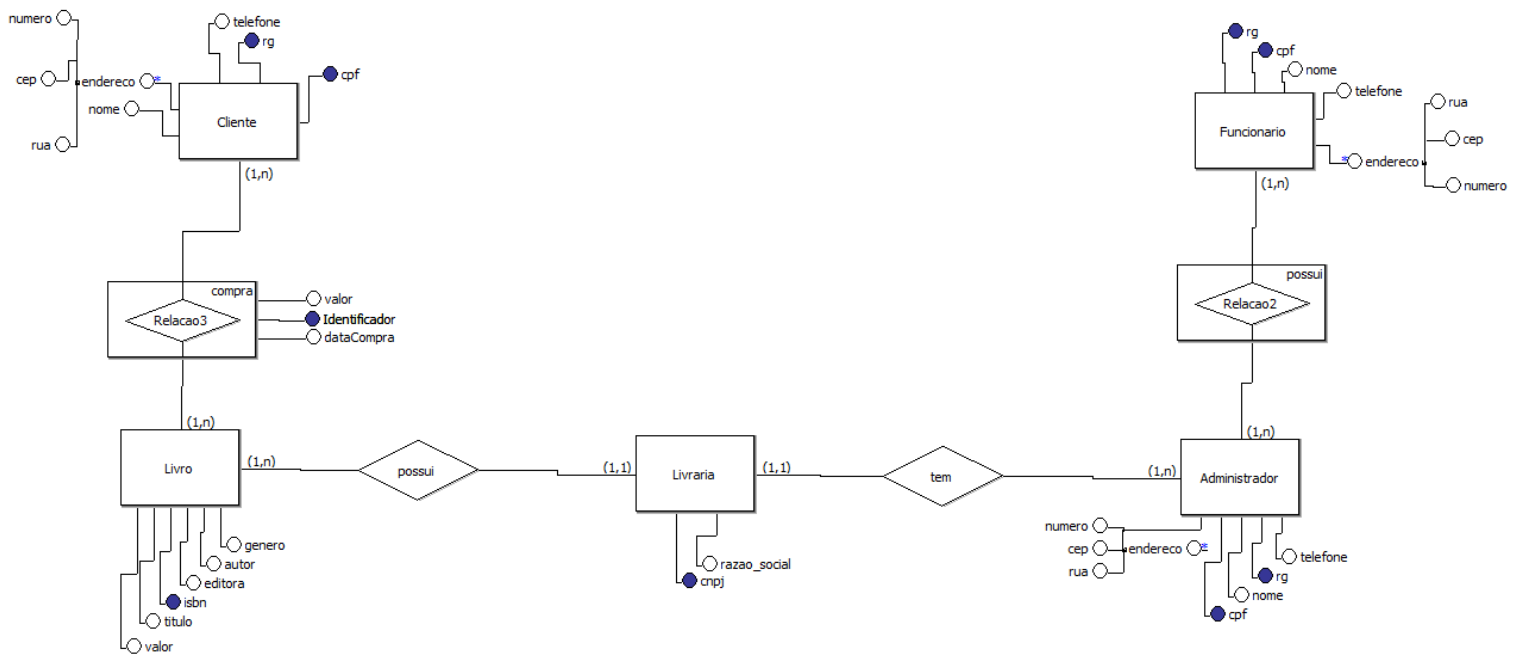 numero
telefone
rg
cep
endereco *
cpf
nome
Cliente
rua
(1,n)
rg
cpf
nome
telefone
rua
Funcionario
cep
* endereco
(1,n)
numero
compra
valor
Relacao3
Identificador
dataCompra
possui
Relacao2
(1,n)
Livro
(1,n)
possui
(1,1)
Livraria
(1,1)
tem
(1,n)
(1,n)
Administrador
genero
autor
editora
isbn
titulo
valor
razao_social
cnpj
numero
cep
endereco *
rua
telefone
rg
nome
cpf